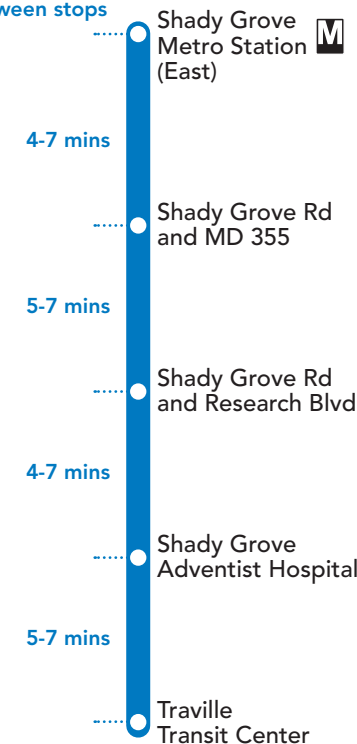 stops
Shady Grove
Metro Station M
(East)
4-7 mins
Shady Grove Rd
and MD 355
5-7 mins
Shady Grove Rd
and Research Blvd
4-7 mins
Shady Grove
Adventist Hospital
5-7 mins
Traville
Transit Center